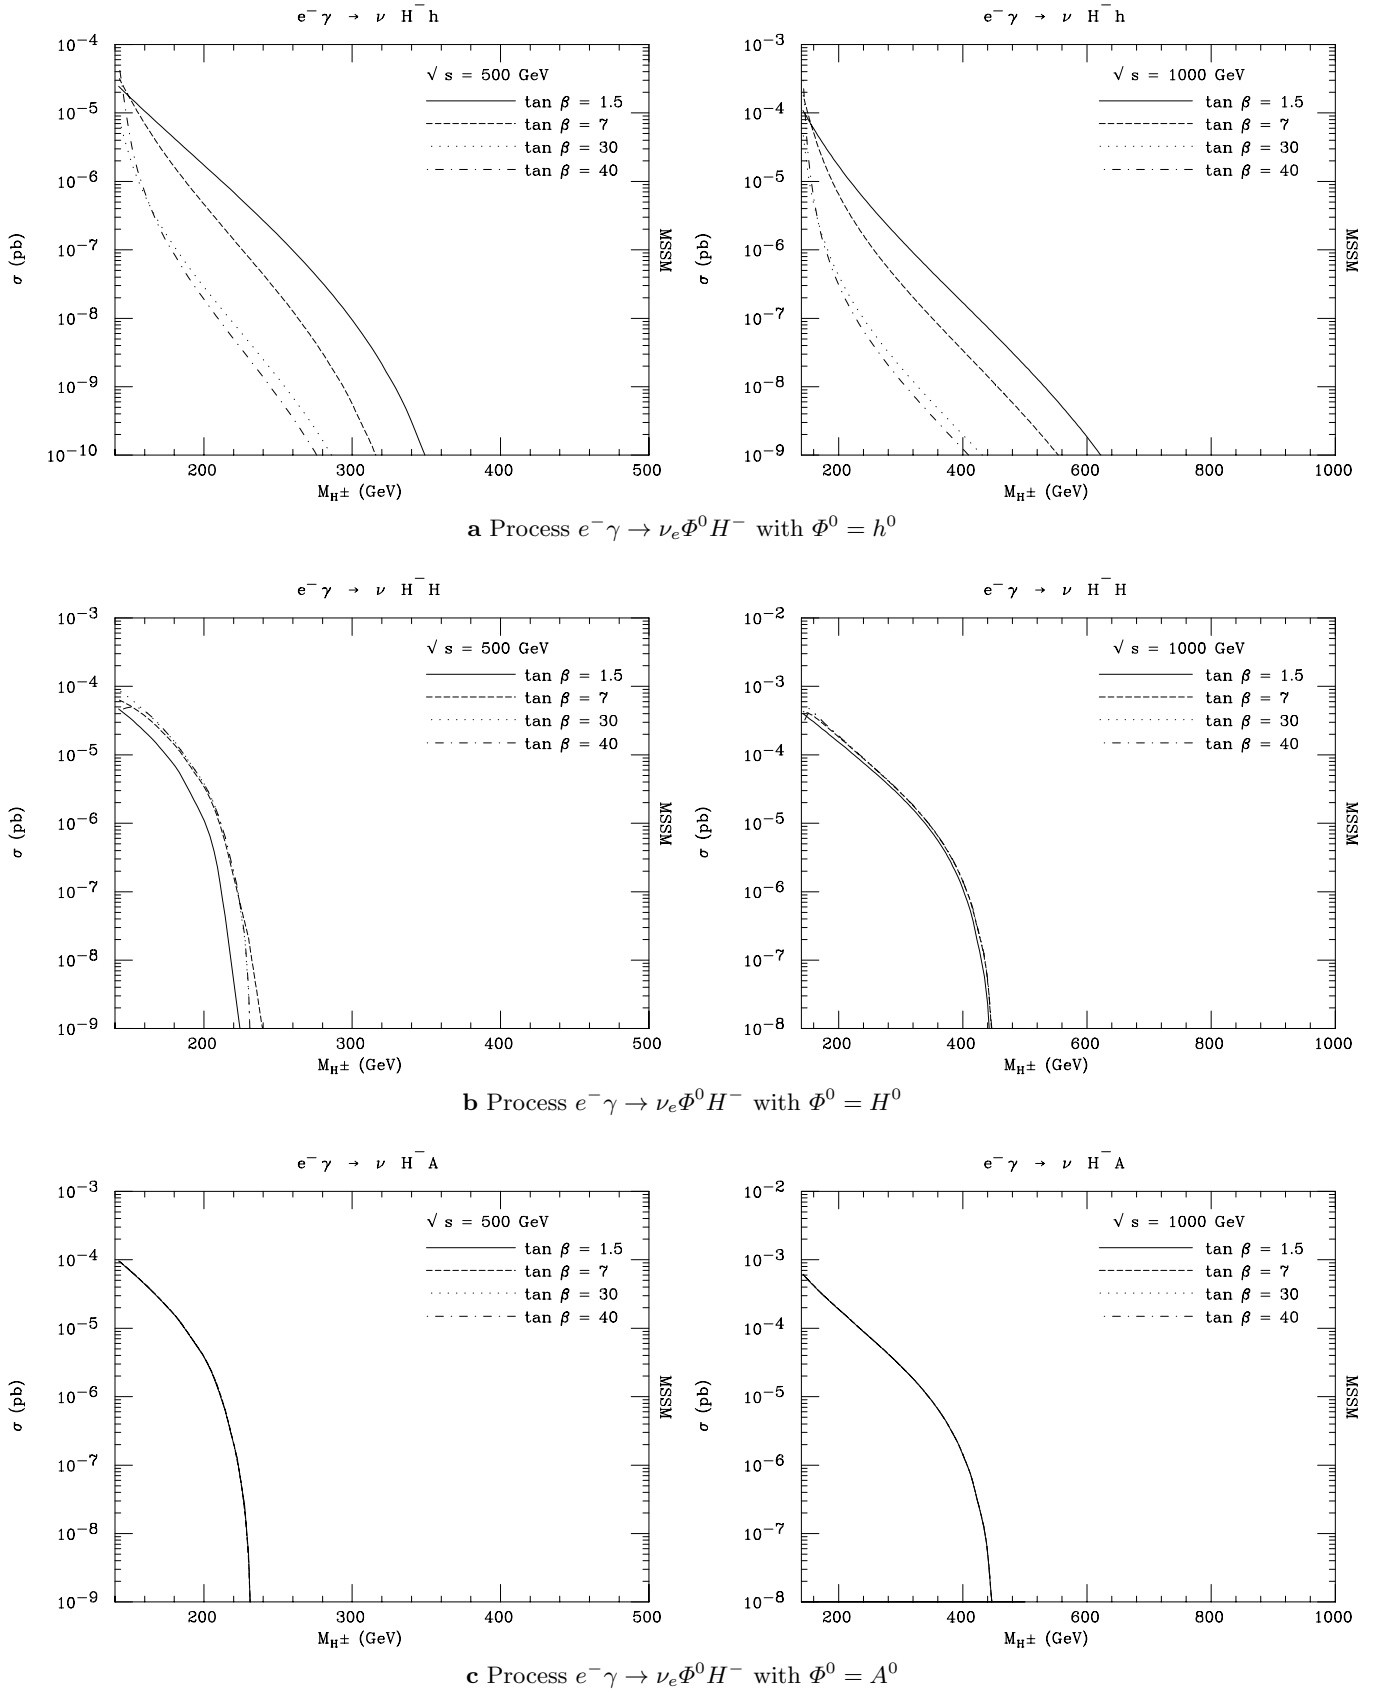 e⁻ γ → ν H⁻ h
√ s = 500 GeV
tan β = 1.5
tan β = 7
tan β = 30
tan β = 40
10⁻⁴
10⁻⁵
10⁻⁶
10⁻⁷
10⁻⁸
10⁻⁹
10⁻¹⁰
σ (pb)
MSSM
200 300 400 500
M_H± (GeV)
e⁻ γ → ν H⁻ h
√ s = 1000 GeV
tan β = 1.5
tan β = 7
tan β = 30
tan β = 40
10⁻³
10⁻⁴
10⁻⁵
10⁻⁶
10⁻⁷
10⁻⁸
10⁻⁹
σ (pb)
MSSM
200 400 600 800 1000
M_H± (GeV)
a Process e⁻γ → νₑΦ⁰H⁻ with Φ⁰ = h⁰
e⁻ γ → ν H⁻ H
√ s = 500 GeV
tan β = 1.5
tan β = 7
tan β = 30
tan β = 40
10⁻³
10⁻⁴
10⁻⁵
10⁻⁶
10⁻⁷
10⁻⁸
10⁻⁹
σ (pb)
MSSM
200 300 400 500
M_H± (GeV)
e⁻ γ → ν H⁻ H
√ s = 1000 GeV
tan β = 1.5
tan β = 7
tan β = 30
tan β = 40
10⁻²
10⁻³
10⁻⁴
10⁻⁵
10⁻⁶
10⁻⁷
10⁻⁸
σ (pb)
MSSM
200 400 600 800 1000
M_H± (GeV)
b Process e⁻γ → νₑΦ⁰H⁻ with Φ⁰ = H⁰
e⁻ γ → ν H⁻ A
√ s = 500 GeV
tan β = 1.5
tan β = 7
tan β = 30
tan β = 40
10⁻³
10⁻⁴
10⁻⁵
10⁻⁶
10⁻⁷
10⁻⁸
10⁻⁹
σ (pb)
MSSM
200 300 400 500
M_H± (GeV)
e⁻ γ → ν H⁻ A
√ s = 1000 GeV
tan β = 1.5
tan β = 7
tan β = 30
tan β = 40
10⁻²
10⁻³
10⁻⁴
10⁻⁵
10⁻⁶
10⁻⁷
10⁻⁸
σ (pb)
MSSM
200 400 600 800 1000
M_H± (GeV)
c Process e⁻γ → νₑΦ⁰H⁻ with Φ⁰ = A⁰